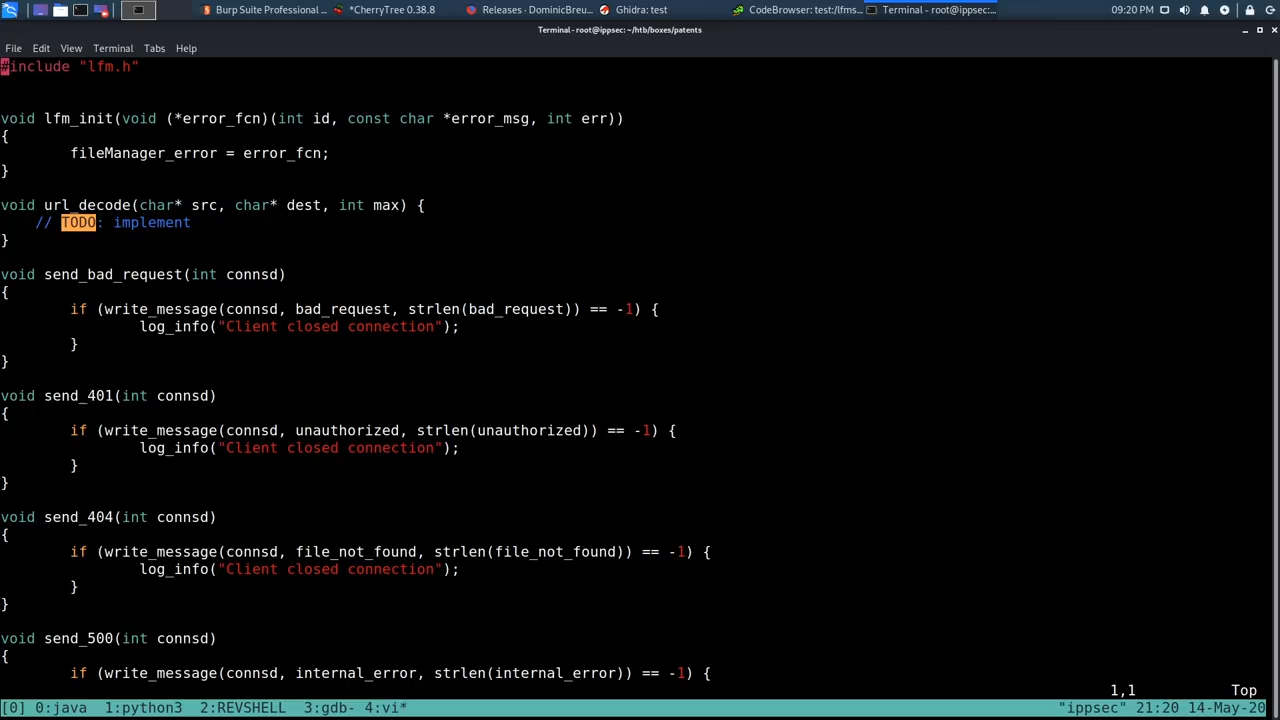 Burp Suite Professional ...
*CherryTree 0.38.8
Releases · DominicBreu...
Ghidra: test
CodeBrowser: test:/lfms...
Terminal - root@ippsec:...
09:20 PM
Terminal - root@ippsec: ~/htb/boxes/patents
File Edit View Terminal Tabs Help
#include "lfm.h"
void lfm_init(void (*error_fcn)(int id, const char *error_msg, int err))
{
        fileManager_error = error_fcn;
}
void url_decode(char* src, char* dest, int max) {
    // TODO: implement
}
void send_bad_request(int connsd)
{
        if (write_message(connsd, bad_request, strlen(bad_request)) == -1) {
                log_info("Client closed connection");
        }
}
void send_401(int connsd)
{
        if (write_message(connsd, unauthorized, strlen(unauthorized)) == -1) {
                log_info("Client closed connection");
        }
}
void send_404(int connsd)
{
        if (write_message(connsd, file_not_found, strlen(file_not_found)) == -1) {
                log_info("Client closed connection");
        }
}
void send_500(int connsd)
{
        if (write_message(connsd, internal_error, strlen(internal_error)) == -1) {
1,1 Top
[0] 0:java  1:python3  2:REVSHELL  3:gdb- 4:vi* "ippsec" 21:20 14-May-20